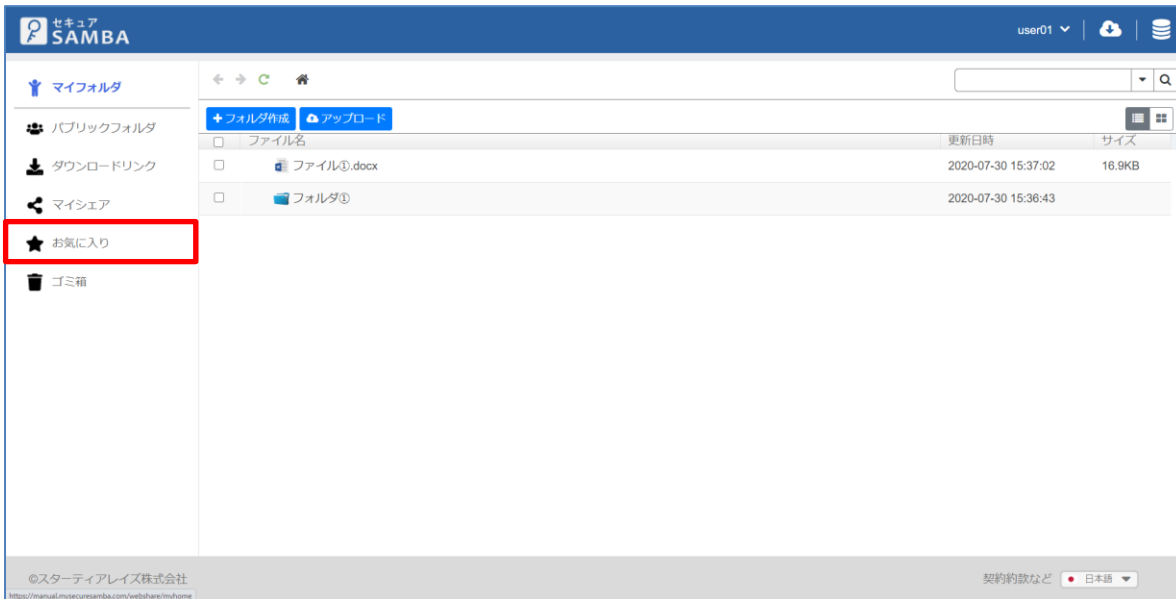 セキュア
SAMBA
user01
マイフォルダ
パブリックフォルダ
ダウンロードリンク
マイシェア
お気に入り
ゴミ箱
+フォルダ作成 アップロード
ファイル名 更新日時 サイズ
ファイル①.docx 2020-07-30 15:37:02 16.9KB
フォルダ① 2020-07-30 15:36:43
©スターティアレイズ株式会社 契約約款など 日本語
https://manual.mysecuresamba.com/webshare/myhome